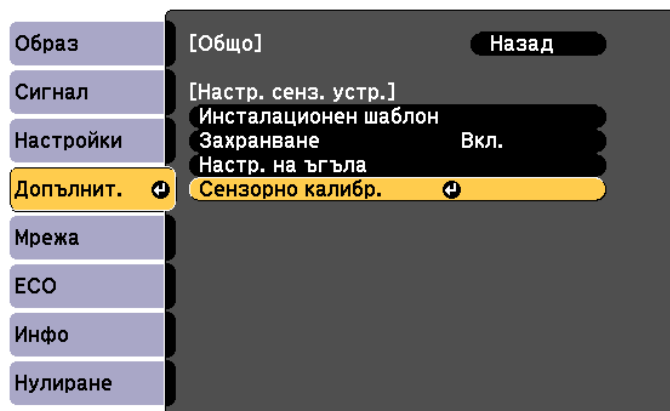 Образ
Сигнал
Настройки
Допълнит.
Мрежа
ECO
Инфо
Нулиране
[Общо] Назад
[Настр. сенз. устр.]
Инсталационен шаблон
Захранване Вкл.
Настр. на ъгъла
Сензорно калибр.